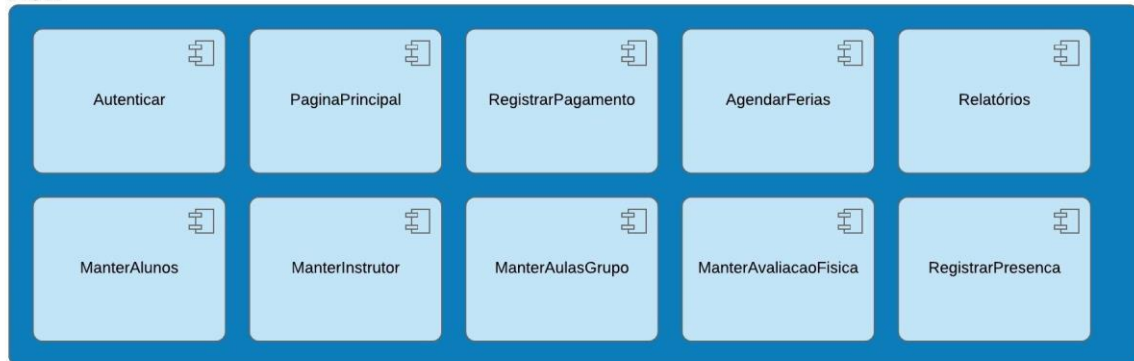 Autenticar
PaginaPrincipal
RegistrarPagamento
AgendarFerias
Relatórios
ManterAlunos
ManterInstrutor
ManterAulasGrupo
ManterAvaliacaoFisica
RegistrarPresenca